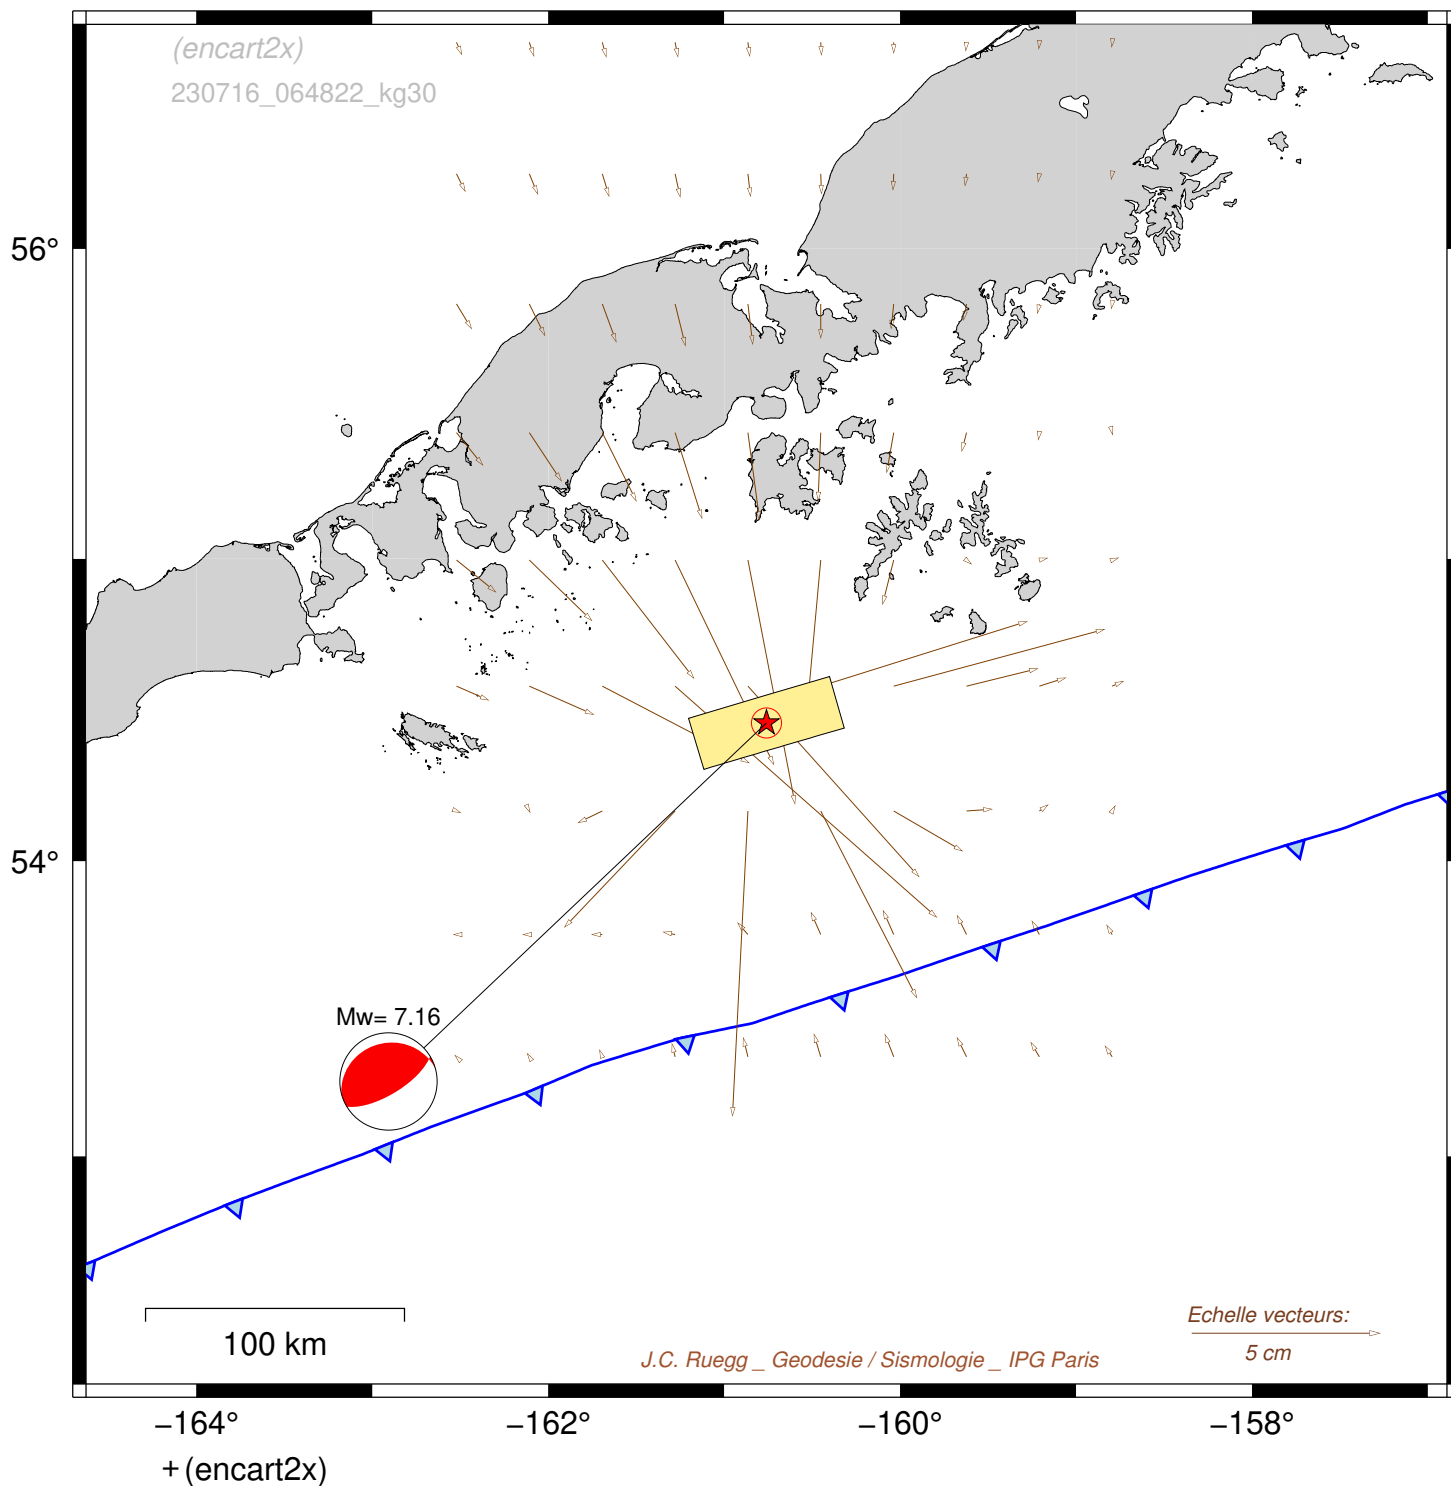 (encart2x)
230716_064822_kg30
56°
54°
Mw= 7.16
100 km
Echelle vecteurs:
5 cm
J.C. Ruegg _ Geodesie / Sismologie _ IPG Paris
−164°
−162°
−160°
−158°
+ (encart2x)